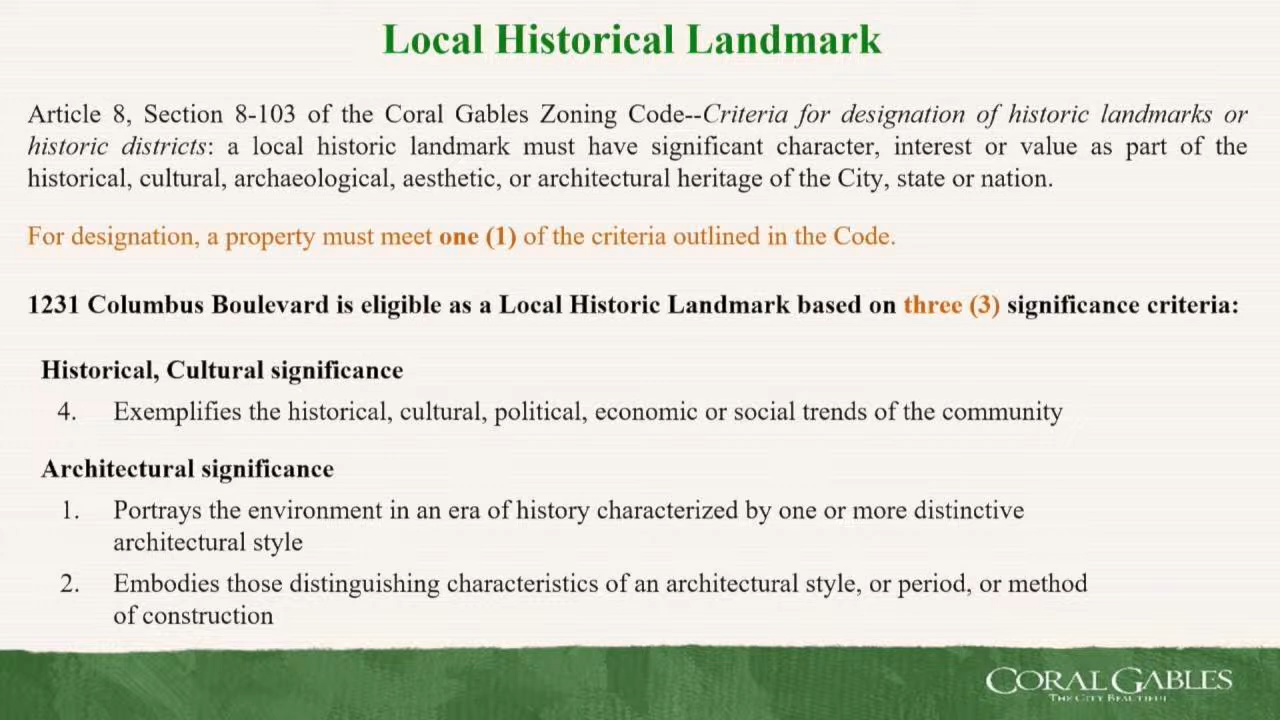 Local Historical Landmark
Article 8, Section 8-103 of the Coral Gables Zoning Code--Criteria for designation of historic landmarks or
historic districts: a local historic landmark must have significant character, interest or value as part of the
historical, cultural, archaeological, aesthetic, or architectural heritage of the City, state or nation.
For designation, a property must meet one (1) of the criteria outlined in the Code.
1231 Columbus Boulevard is eligible as a Local Historic Landmark based on three (3) significance criteria:
Historical, Cultural significance
4. Exemplifies the historical, cultural, political, economic or social trends of the community
Architectural significance
1. Portrays the environment in an era of history characterized by one or more distinctive
architectural style
2. Embodies those distinguishing characteristics of an architectural style, or period, or method
of construction
CORAL GABLES
THE CITY BEAUTIFUL